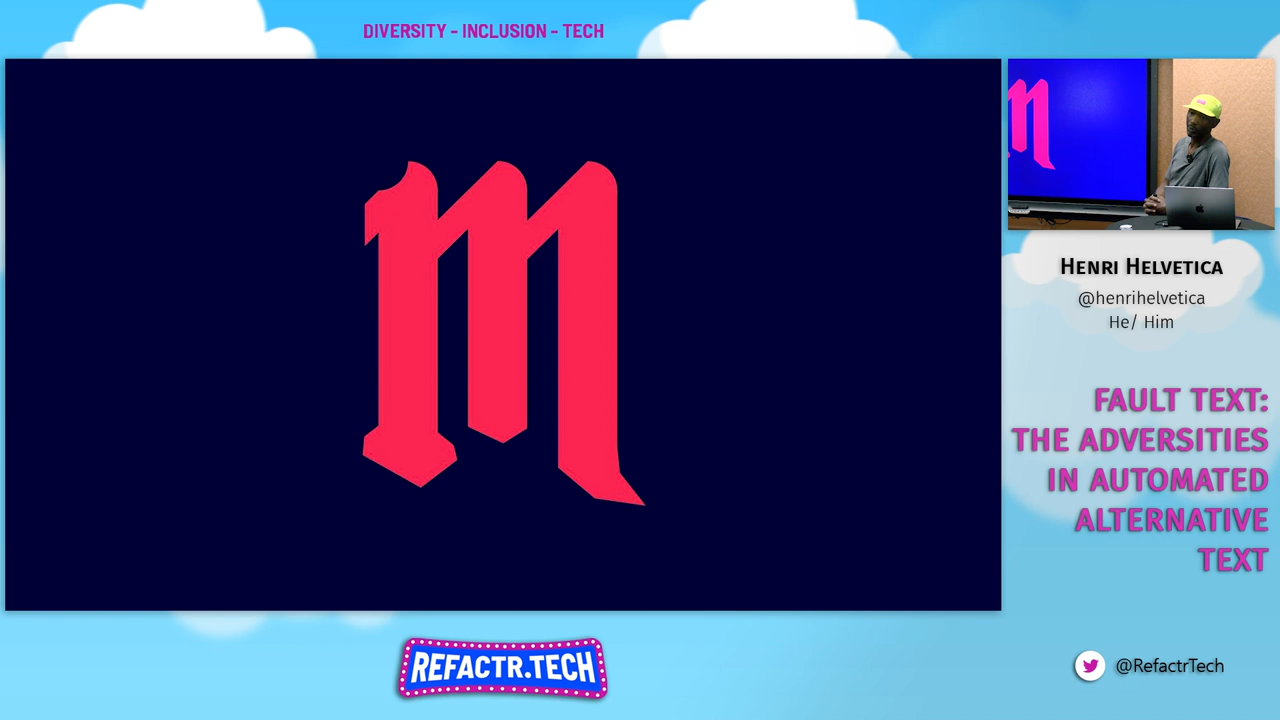 DIVERSITY - INCLUSION - TECH
m
HENRI HELVETICA
@henrihelvetica
He/ Him
FAULT TEXT:
THE ADVERSITIES
IN AUTOMATED
ALTERNATIVE
TEXT
REFACTR.TECH
@RefactrTech